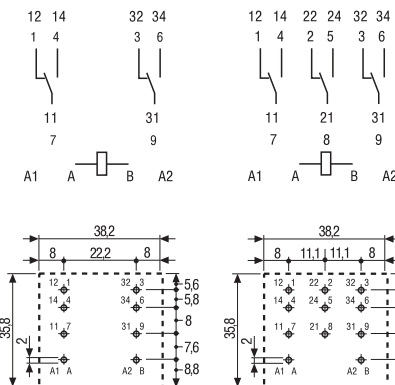 12 14 32 34 12 14 22 24 32 34
1 4 3 6 1 4 2 5 3 6
11 31 11 21 31
7 9 7 8 9
A1 A B A2 A1 A B A2
38,2 38,2
8 22,2 8 8 11,1 11,1 8
12 1 32 3 12 1 22 2 32 3
5,6
14 4 34 6 14 4 24 5 34 6
5,8
35,8 35,8
8
11 7 31 9 11 7 21 8 31 9
2 2
7,6
A1 A A2 B A1 A A2 B
8,8